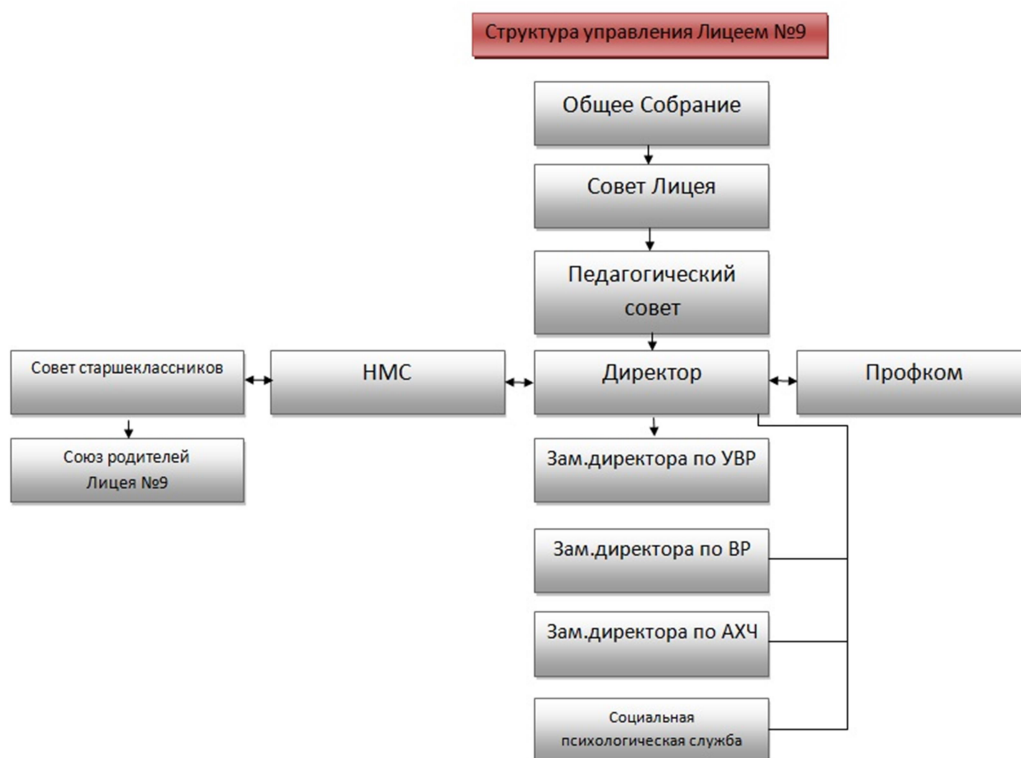 Структура управления Лицеем №9
Общее Собрание
Совет Лицея
Педагогический
совет
Совет старшеклассников
НМС
Директор
Профком
Союз родителей
Лицея №9
Зам.директора по УВР
Зам.директора по ВР
Зам.директора по АХЧ
Социальная
психологическая служба